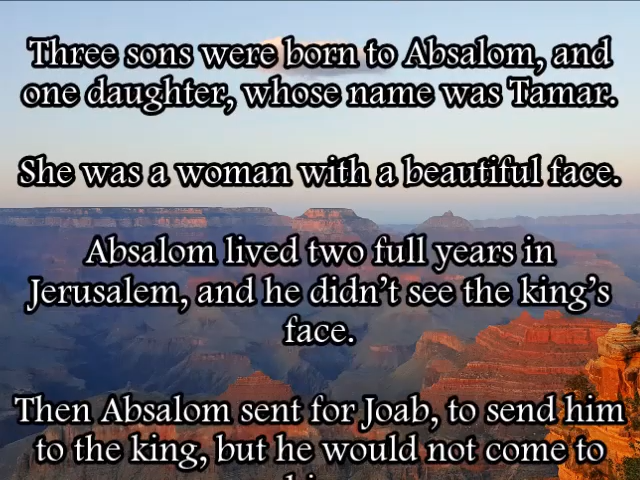 Three sons were born to Absalom, and
one daughter, whose name was Tamar.
She was a woman with a beautiful face.
Absalom lived two full years in
Jerusalem, and he didn’t see the king’s
face.
Then Absalom sent for Joab, to send him
to the king, but he would not come to